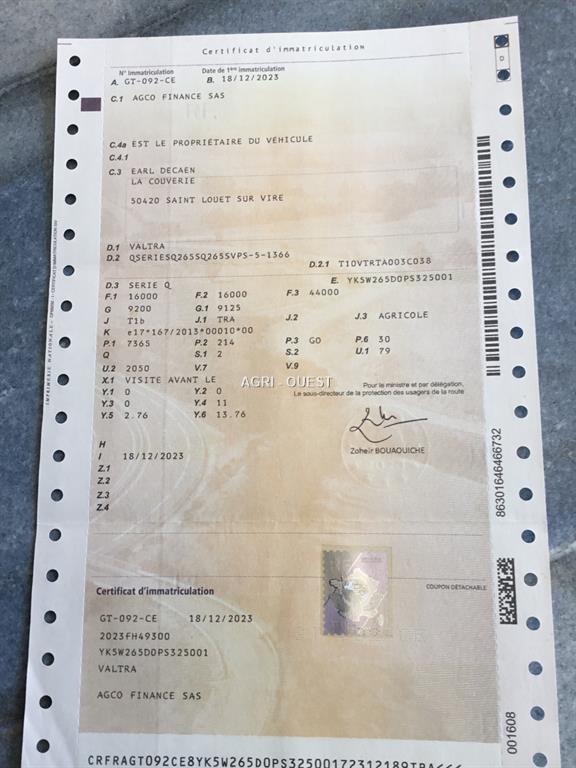 Certificat d'immatriculation
N° Immatriculation Date de 1ère immatriculation
A. GT-092-CE B. 18/12/2023
C.1 AGCO FINANCE SAS
C.4a EST LE PROPRIÉTAIRE DU VÉHICULE
C.4.1
C.3 EARL DECAEN
LA COUVERIE
50420 SAINT LOUET SUR VIRE
D.1 VALTRA
D.2 QSERIESQ265SQ265SVPS-5-1366 D.2.1 T10VTRTA003C038
D.3 SERIE Q E. YK5W265D0PS325001
F.1 16000 F.2 16000 F.3 44000
G 9200 G.1 9125
J T1b J.1 TRA J.2 J.3 AGRICOLE
K e17*167/2013*00010*00
P.1 7365 P.2 214 P.3 GO P.6 30
Q S.1 2 S.2 U.1 79
U.2 2050 V.7 V.9
X.1 VISITE AVANT LE
AGRI - OUEST
Y.1 0 Y.2 0
Y.3 0 Y.4 11
Y.5 2.76 Y.6 13.76
Pour le ministre et par délégation,
Le sous-directeur de la protection des usagers de la route
Zoheir BOUAOUICHE
H
I 18/12/2023
Z.1
Z.2
Z.3
Z.4
86301646466732
Certificat d'immatriculation COUPON DÉTACHABLE
GT-092-CE 18/12/2023
2023FH49300
YK5W265D0PS325001
VALTRA
AGCO FINANCE SAS
001608
CRFRAGT092CE8YK5W265D0PS32500172312189TRA<<<